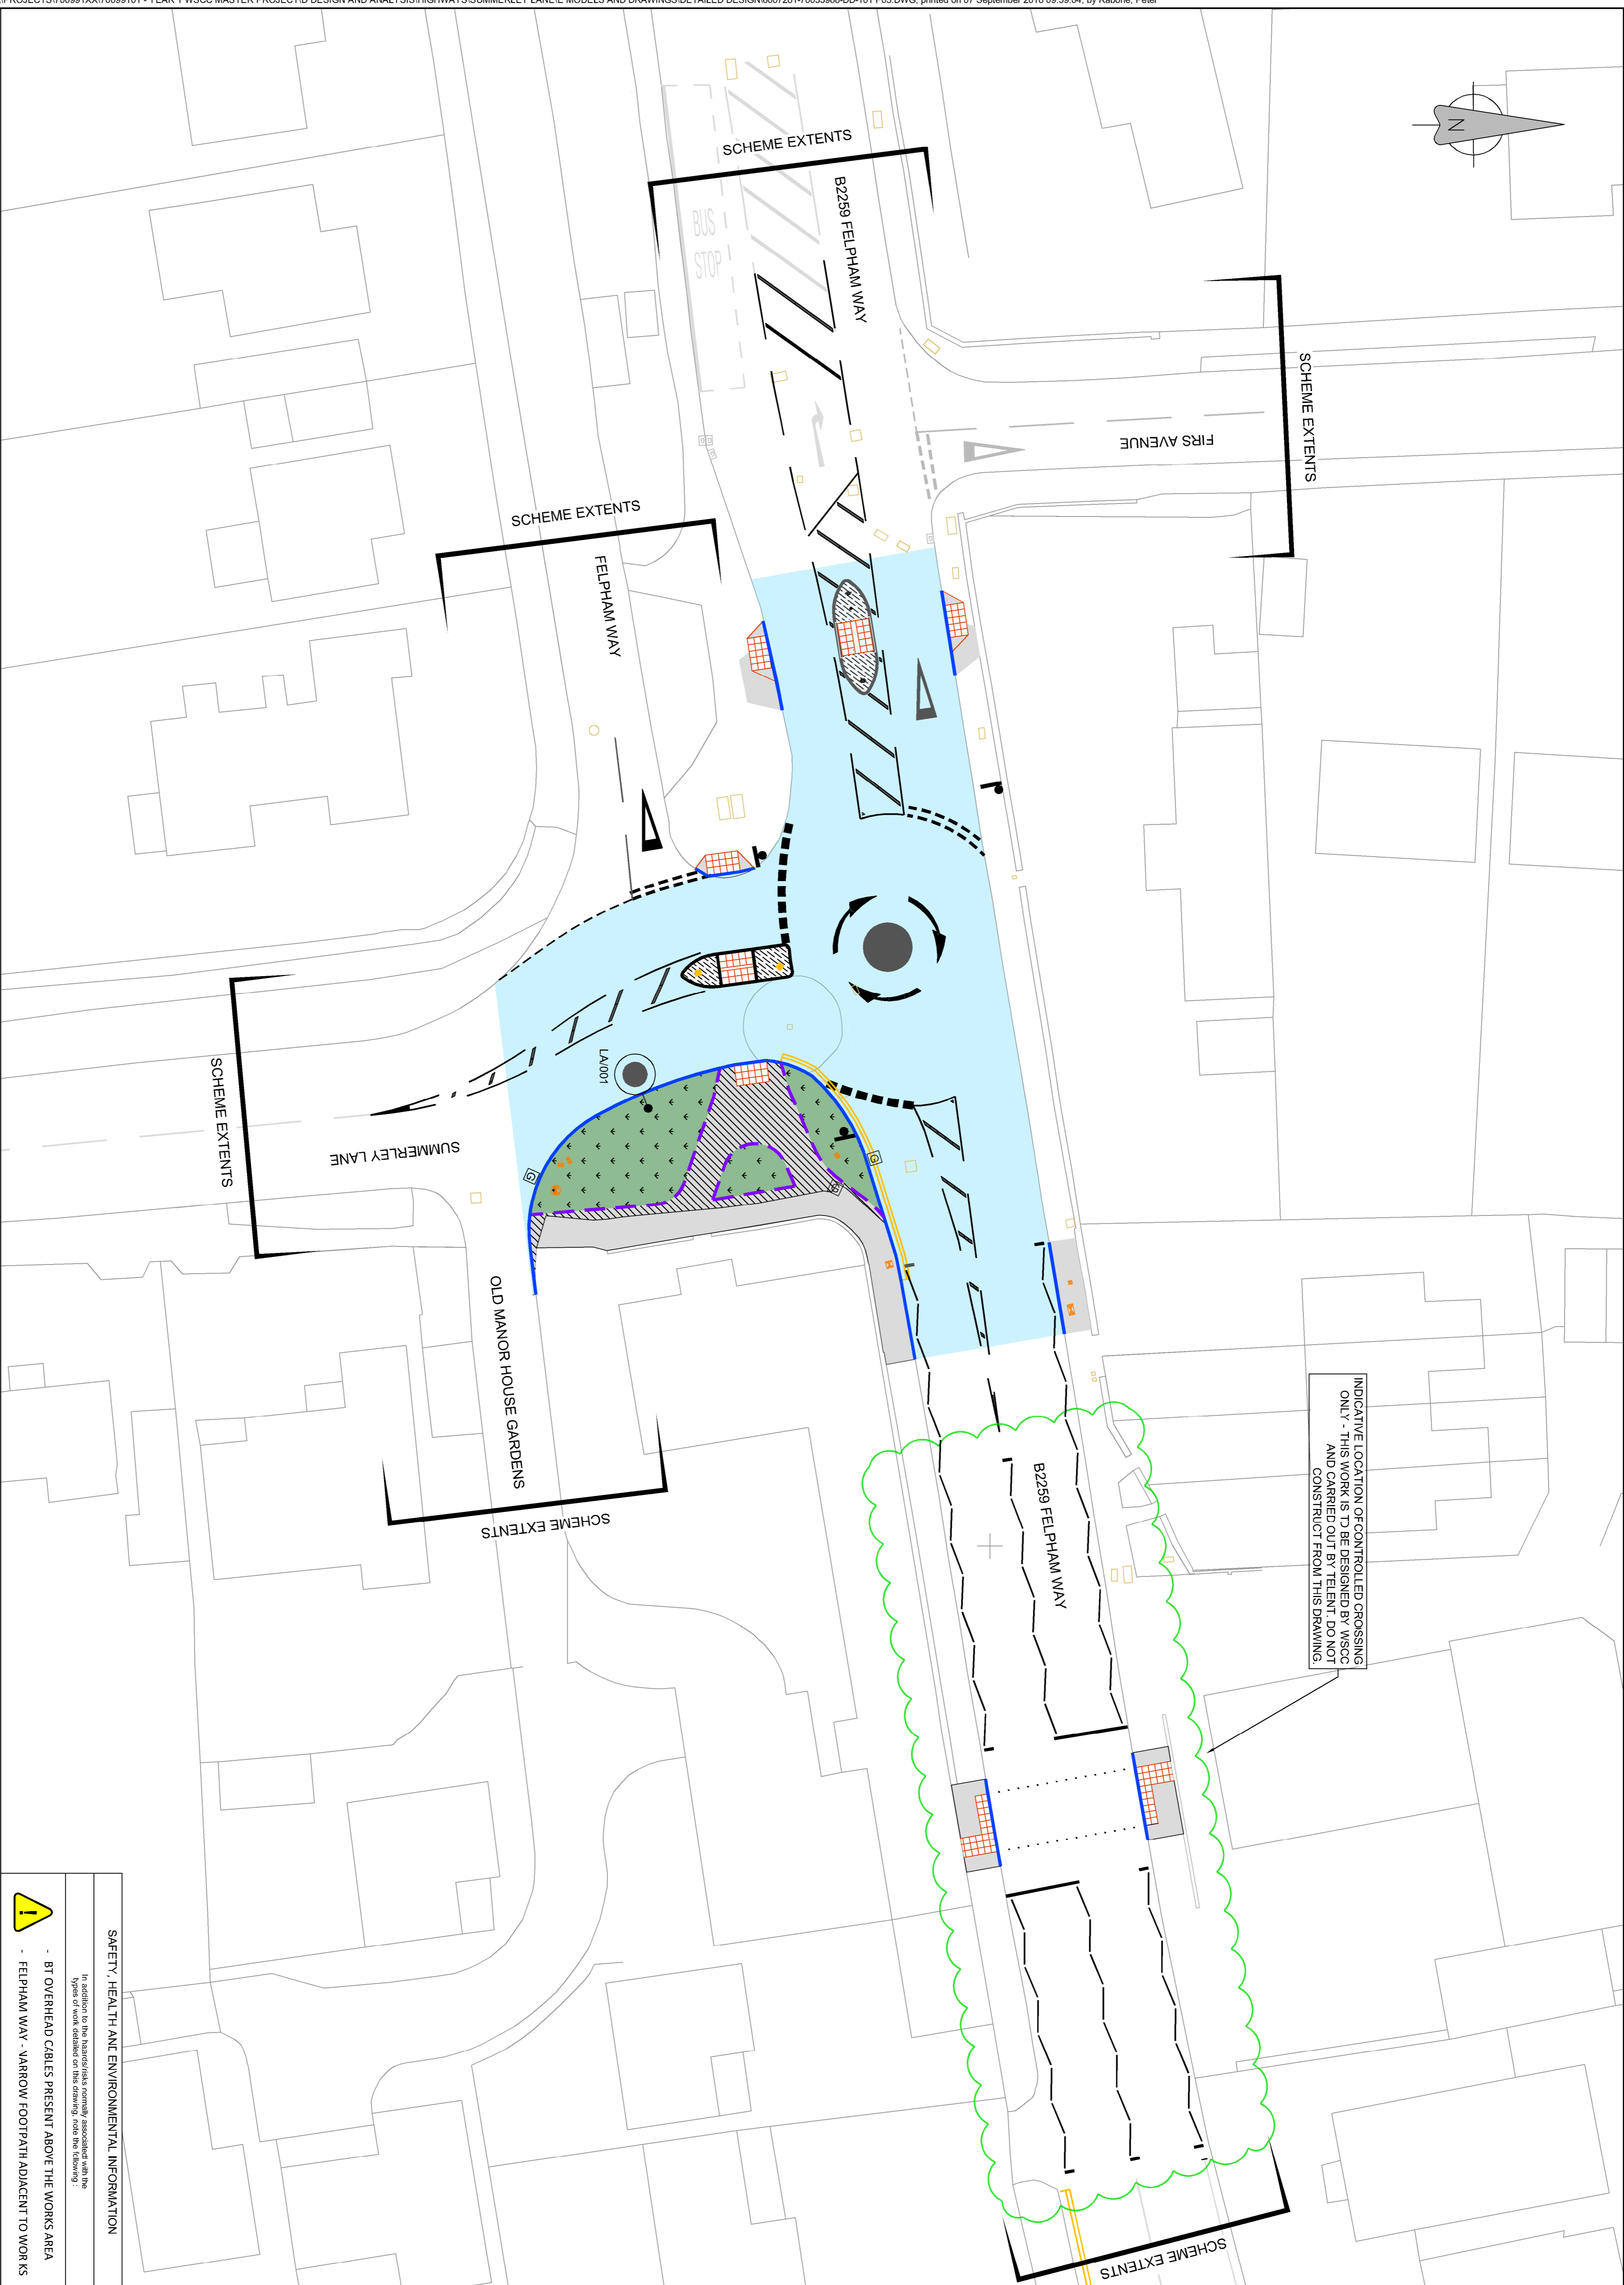 SCHEME EXTENTS
B2259 FELPHAM WAY
BUS
STOP
N
SCHEME EXTENTS
FIRS AVENUE
SCHEME EXTENTS
FELPHAM WAY
LA/001
SCHEME EXTENTS
SUMMERLEY LANE
G
G
OLD MANOR HOUSE GARDENS
SCHEME EXTENTS
B2259 FELPHAM WAY
INDICATIVE LOCATION OF CONTROLLED CROSSING
ONLY - THIS WORK IS TO BE DESIGNED BY WSCC
AND CARRIED OUT BY TELENT. DO NOT
CONSTRUCT FROM THIS DRAWING.
SCHEME EXTENTS
SAFETY, HEALTH AND ENVIRONMENTAL INFORMATION
In addition to the hazards/risks normally associated with the
types of work detailed on this drawing, note the following :
- BT OVERHEAD CABLES PRESENT ABOVE THE WORKS AREA
- FELPHAM WAY - NARROW FOOTPATH ADJACENT TO WORKS